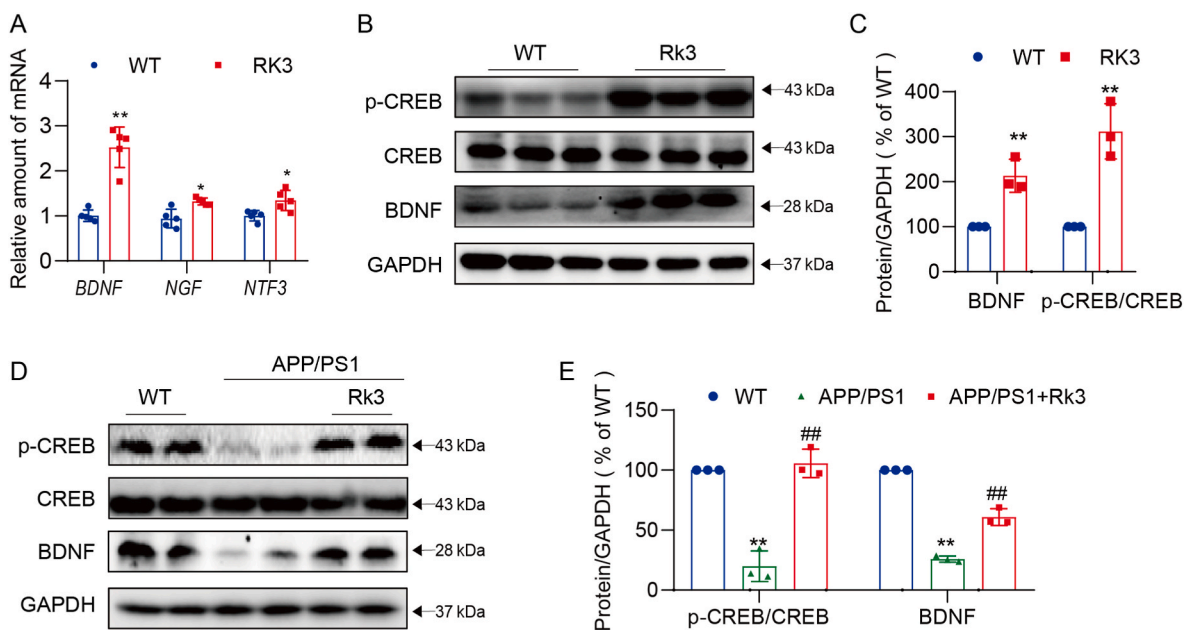 A
WT
RK3
Relative amount of mRNA
4
3
2
1
0
**
*
*
BDNF
NGF
NTF3
B
WT
Rk3
p-CREB
43 kDa
CREB
43 kDa
BDNF
28 kDa
GAPDH
37 kDa
C
WT
RK3
Protein/GAPDH ( % of WT)
400
300
200
100
0
**
**
BDNF
p-CREB/CREB
D
APP/PS1
WT
Rk3
p-CREB
43 kDa
CREB
43 kDa
BDNF
28 kDa
GAPDH
37 kDa
E
WT
APP/PS1
APP/PS1+Rk3
Protein/GAPDH ( % of WT)
150
100
50
0
**
##
**
##
p-CREB/CREB
BDNF